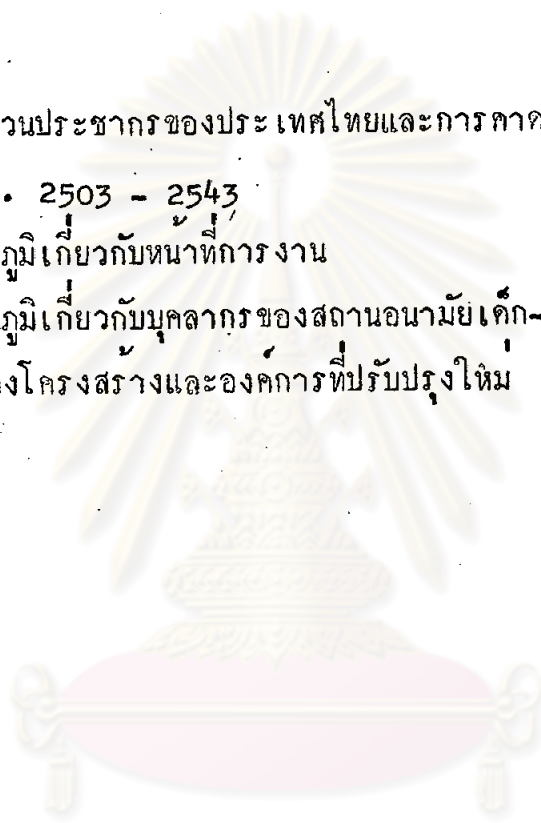 วนประชากรของประเทศไทยและการคาด
. 2503 - 2543
ภูมิเกี่ยวกับหน้าที่การงาน
ภูมิเกี่ยวกับบุคลากรของสถานอนามัยเด็ก-
งโครงสร้างและองค์การที่ปรับปรุงใหม่